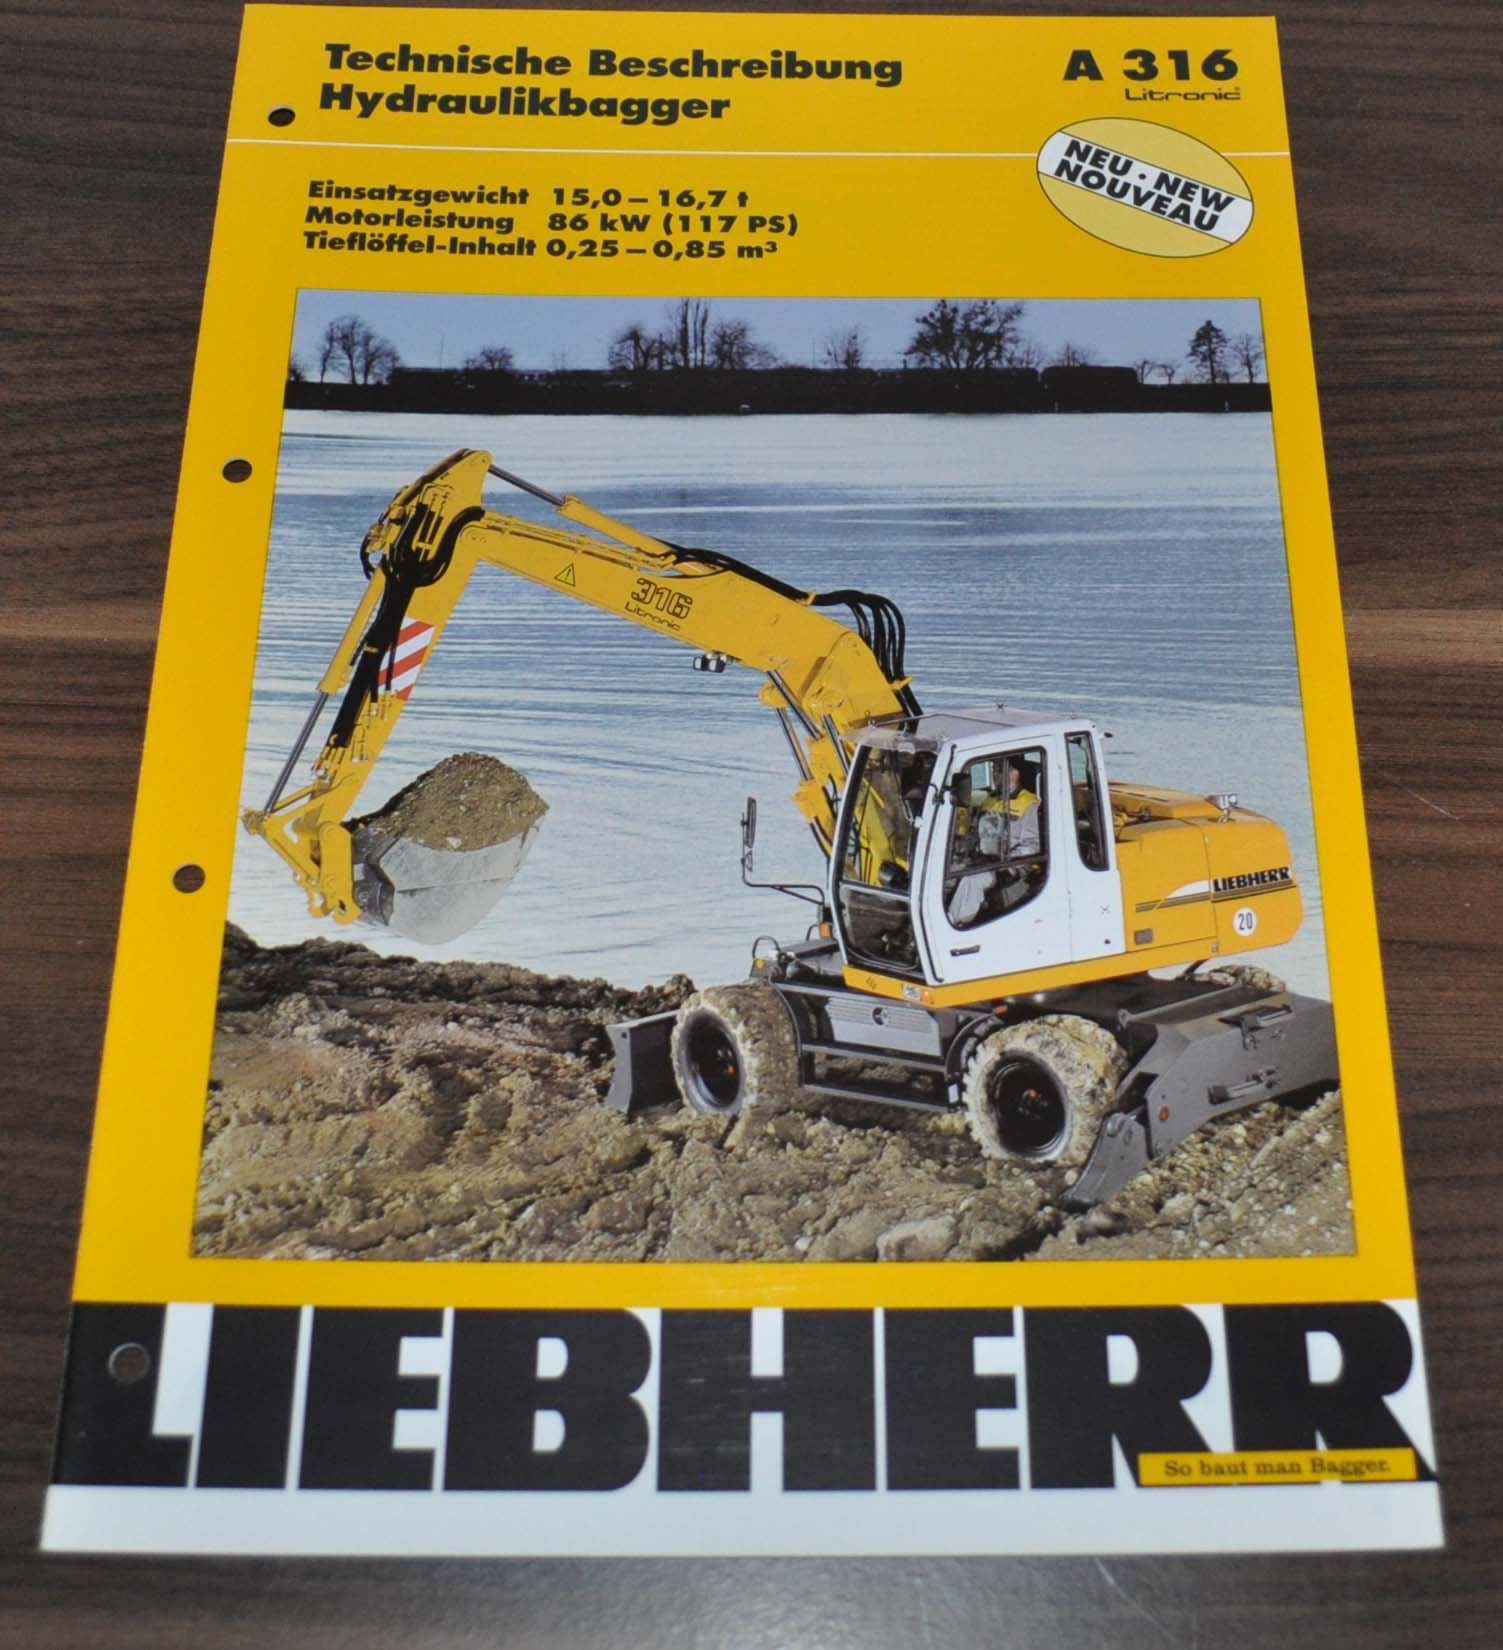 Technische Beschreibung
Hydraulikbagger
A 316
Litronic®
NEU · NEW
NOUVEAU
Einsatzgewicht 15,0 – 16,7 t
Motorleistung 86 kW (117 PS)
Tieflöffel-Inhalt 0,25 – 0,85 m³
316
Litronic
LIEBHERR
20
LIEBHERR
So baut man Bagger.